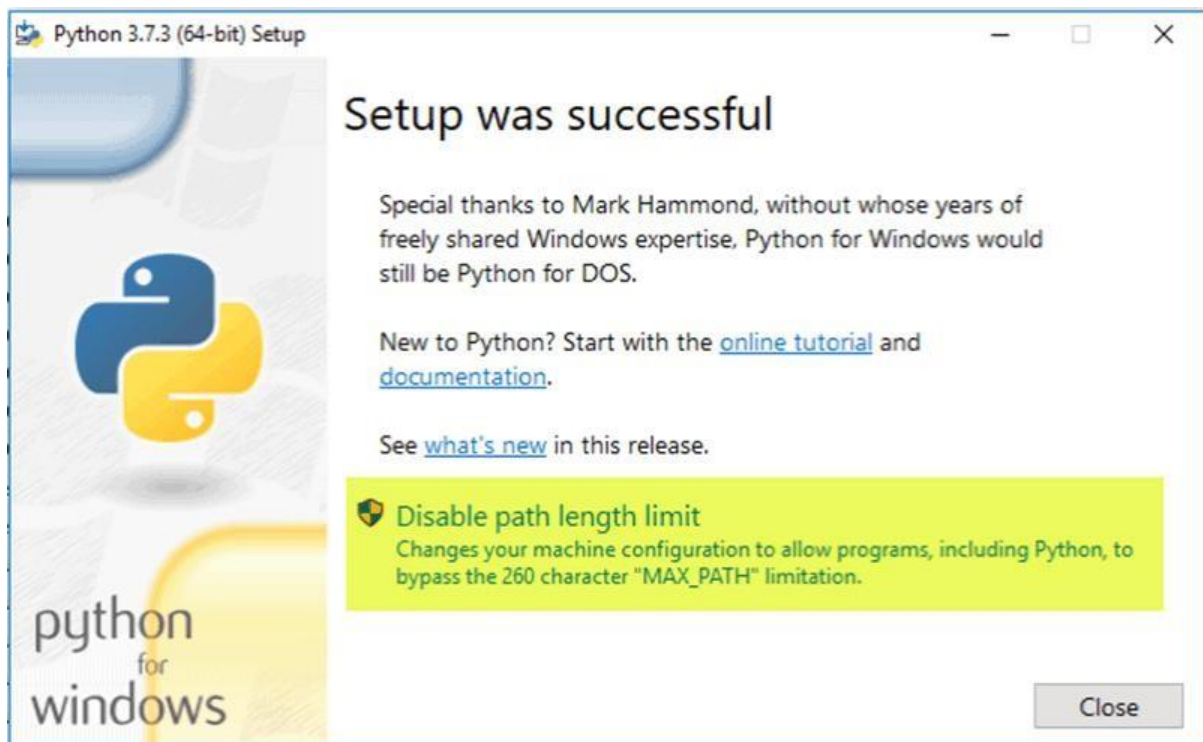 Python 3.7.3 (64-bit) Setup
Setup was successful
Special thanks to Mark Hammond, without whose years of
freely shared Windows expertise, Python for Windows would
still be Python for DOS.
New to Python? Start with the online tutorial and
documentation.
See what's new in this release.
Disable path length limit
Changes your machine configuration to allow programs, including Python, to
bypass the 260 character "MAX_PATH" limitation.
python
for
windows
Close